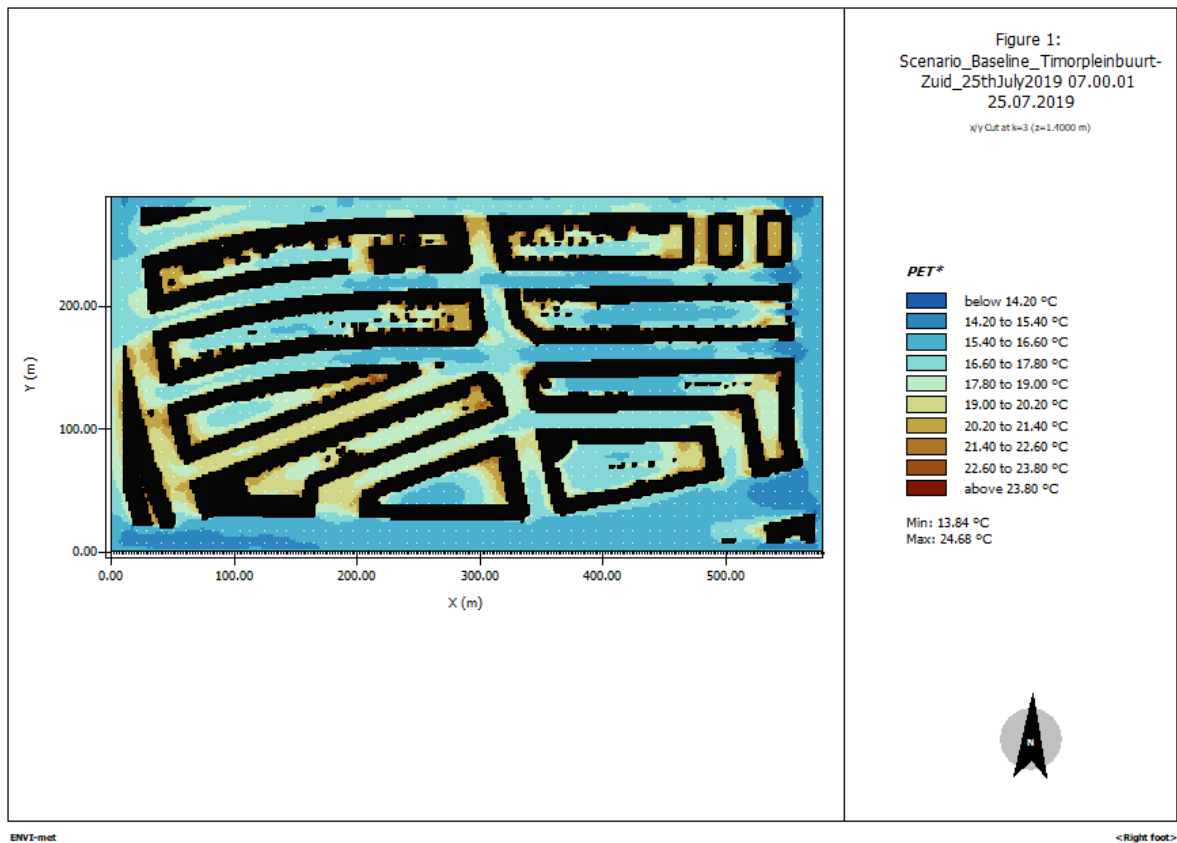 Figure 1:
Scenario_Baseline_Timorpleinbuurt-
Zuid_25thJuly2019 07.00.01
25.07.2019
x/y Cut at k=3 (z=1.4000 m)
200.00
100.00
0.00
Y (m)
0.00 100.00 200.00 300.00 400.00 500.00
X (m)
PET*
below 14.20 °C
14.20 to 15.40 °C
15.40 to 16.60 °C
16.60 to 17.80 °C
17.80 to 19.00 °C
19.00 to 20.20 °C
20.20 to 21.40 °C
21.40 to 22.60 °C
22.60 to 23.80 °C
above 23.80 °C
Min: 13.84 °C
Max: 24.68 °C
N
ENVI-met
<Right foot>